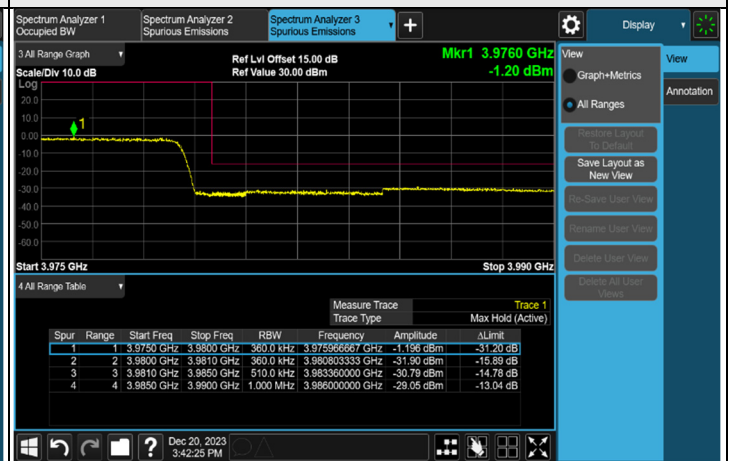 Spectrum Analyzer 1
Occupied BW
Spectrum Analyzer 2
Spurious Emissions
Spectrum Analyzer 3
Spurious Emissions
Display
3 All Range Graph
Ref Lvl Offset 15.00 dB
Mkr1 3.9760 GHz
Scale/Div 10.0 dB
Ref Value 30.00 dBm
-1.20 dBm
Log
20.0
10.0
0.00
-10.0
-20.0
-30.0
-40.0
-50.0
-60.0
1
Start 3.975 GHz
Stop 3.990 GHz
4 All Range Table
Measure Trace Trace 1
Trace Type Max Hold (Active)
Spur Range Start Freq Stop Freq RBW Frequency Amplitude ΔLimit
1 1 3.9750 GHz 3.9800 GHz 360.0 kHz 3.975966667 GHz -1.196 dBm -31.20 dB
2 2 3.9800 GHz 3.9810 GHz 360.0 kHz 3.980803333 GHz -31.90 dBm -15.89 dB
3 3 3.9810 GHz 3.9850 GHz 510.0 kHz 3.983360000 GHz -30.79 dBm -14.78 dB
4 4 3.9850 GHz 3.9900 GHz 1.000 MHz 3.986000000 GHz -29.05 dBm -13.04 dB
Dec 20, 2023
3:42:25 PM
View
Graph+Metrics
All Ranges
Restore Layout
To Default
Save Layout as
New View
Re-Save User View
Rename User View
Delete User View
Delete All User
Views
View
Annotation